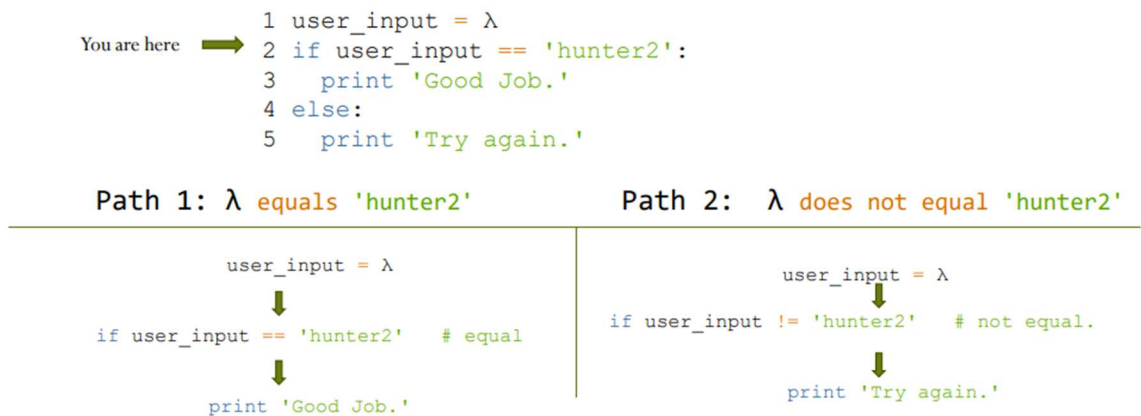 1 user_input = λ
You are here
2 if user_input == 'hunter2':
3   print 'Good Job.'
4 else:
5   print 'Try again.'
Path 1: λ equals 'hunter2'
user_input = λ
if user_input == 'hunter2'   # equal
print 'Good Job.'
Path 2:  λ does not equal 'hunter2'
user_input = λ
if user_input != 'hunter2'   # not equal.
print 'Try again.'